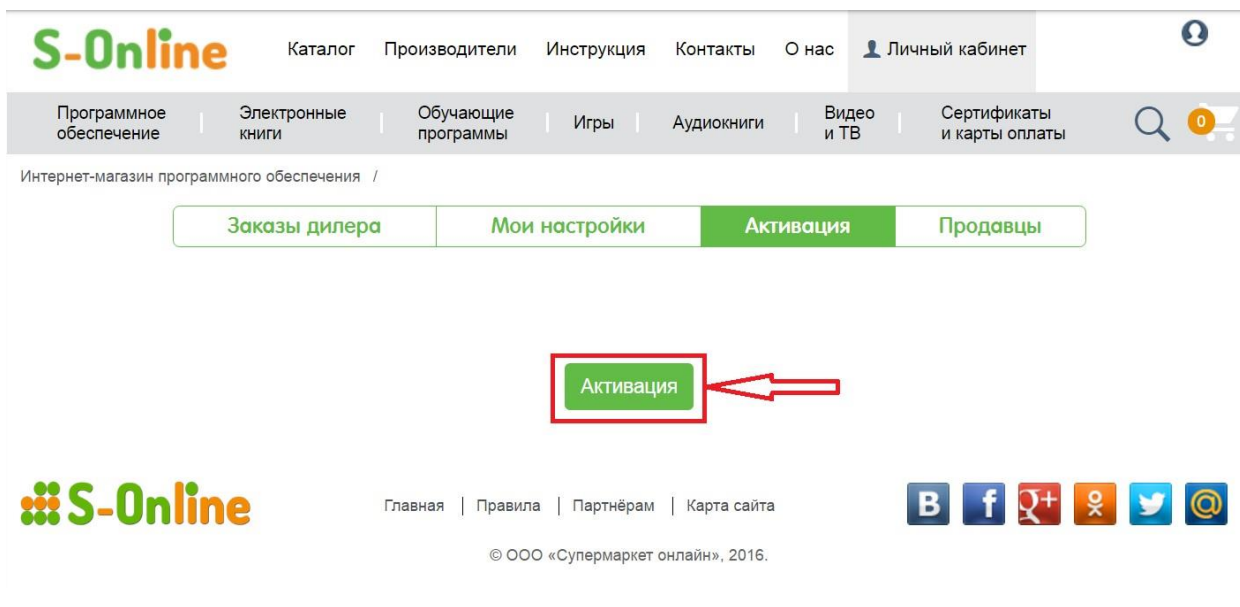 S-Online
Каталог Производители Инструкция Контакты О нас Личный кабинет
Программное обеспечение
Электронные книги
Обучающие программы
Игры
Аудиокниги
Видео и ТВ
Сертификаты и карты оплаты
0
Интернет-магазин программного обеспечения /
Заказы дилера Мои настройки Активация Продавцы
Активация
S-Online
Главная | Правила | Партнёрам | Карта сайта
B f g+ @
© ООО «Супермаркет онлайн», 2016.